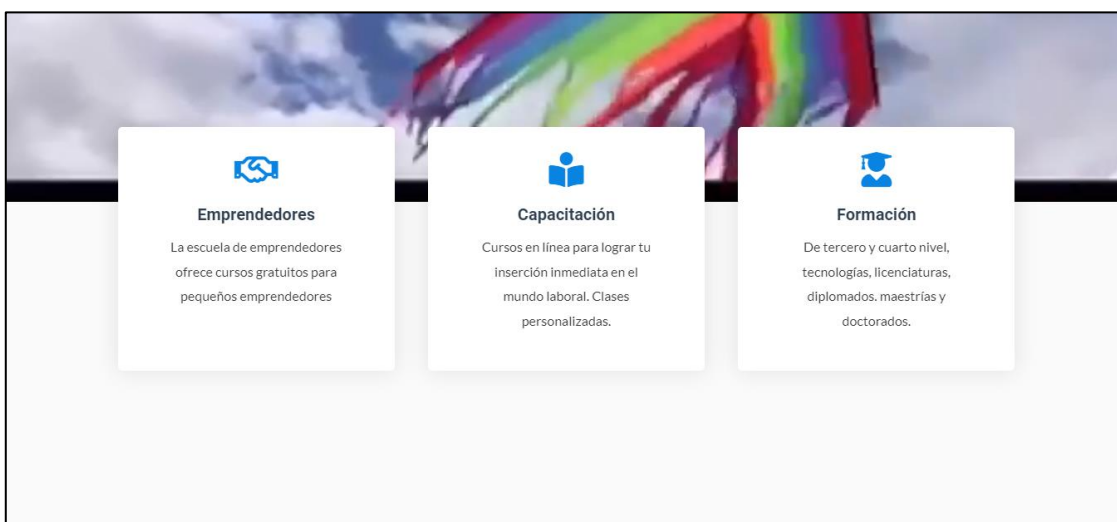 Emprendedores
La escuela de emprendedores
ofrece cursos gratuitos para
pequeños emprendedores
Capacitación
Cursos en línea para lograr tu
inserción inmediata en el
mundo laboral. Clases
personalizadas.
Formación
De tercero y cuarto nivel,
tecnologías, licenciaturas,
diplomados. maestrías y
doctorados.